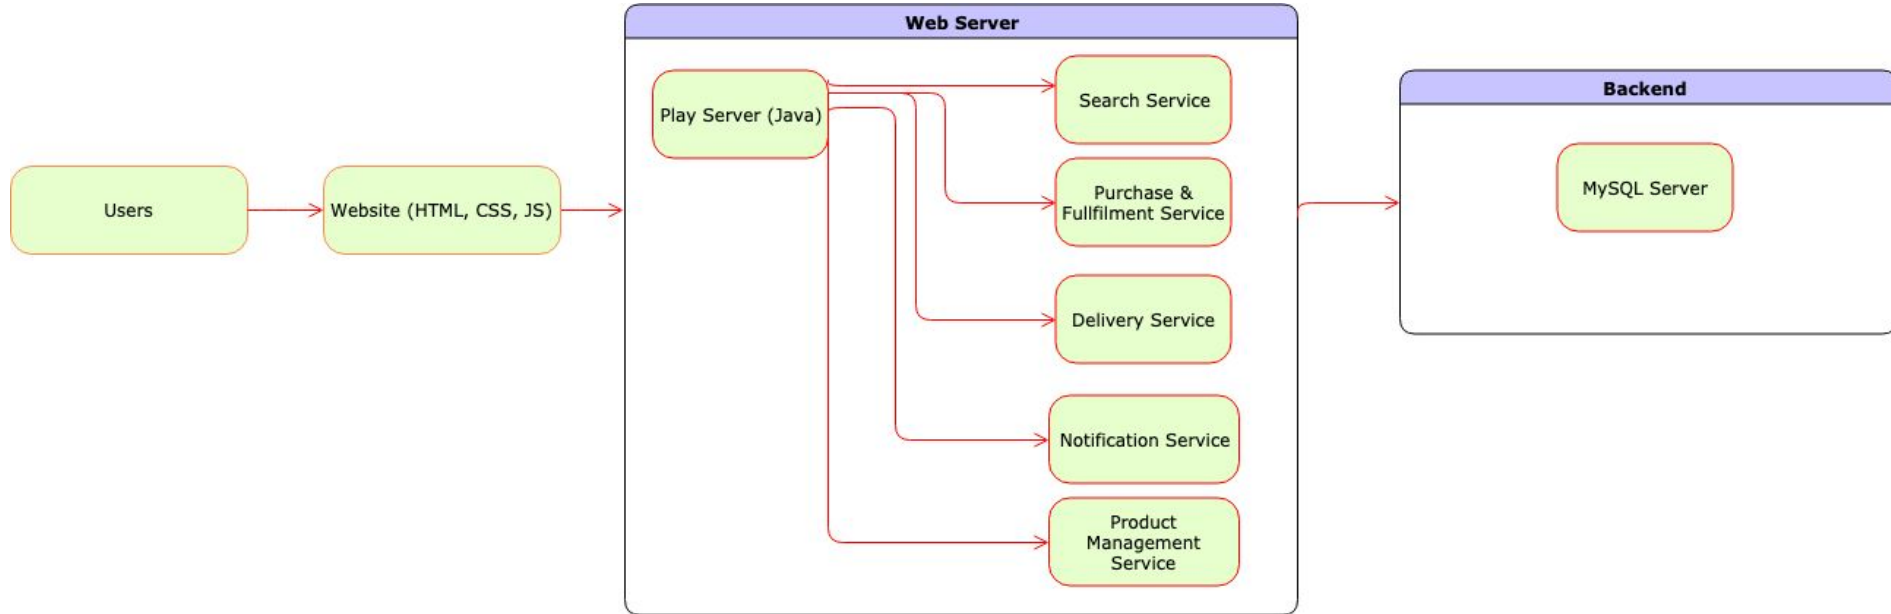 Users
Website (HTML, CSS, JS)
Web Server
Play Server (Java)
Search Service
Purchase &
Fullfilment Service
Delivery Service
Notification Service
Product
Management
Service
Backend
MySQL Server